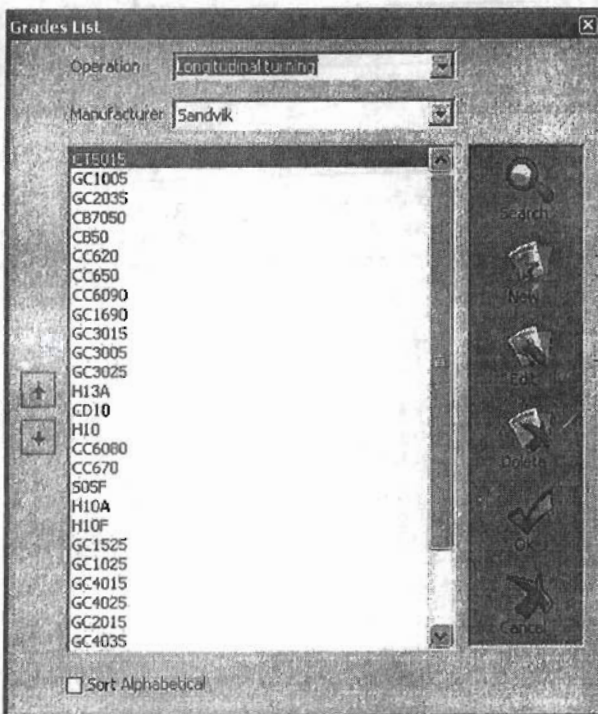 Grades List
Operation Longitudinal turning
Manufacturer Sandvik
CT5015
GC1005
GC2035
CB7050
CB50
CC620
CC650
CC6090
GC1690
GC3015
GC3005
GC3025
H13A
CD10
H10
CC6080
CC670
S05F
H10A
H10F
GC1525
GC1025
GC4015
GC4025
GC2015
GC4035
Search
New
Edit
Delete
Ok
Cancel
Sort Alphabetical